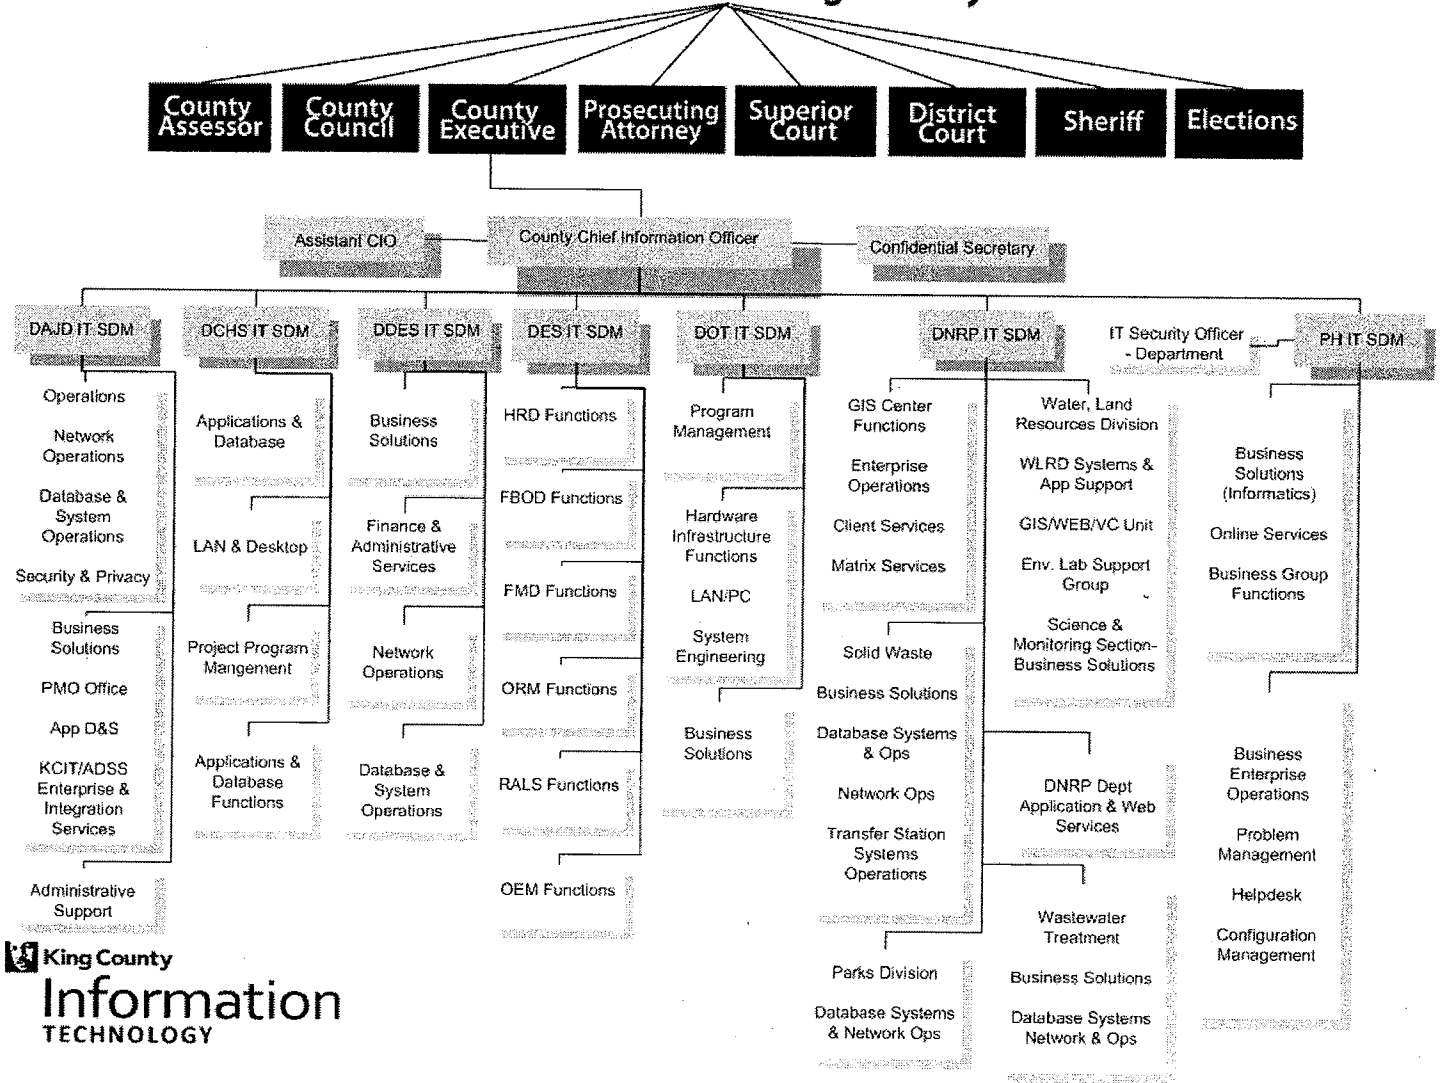 County
Assessor
County
Council
County
Executive
Prosecuting
Attorney
Superior
Court
District
Court
Sheriff
Elections
Assistant CIO
County Chief Information Officer
Confidential Secretary
DAJD IT SDM
DCHS IT SDM
DDES IT SDM
DES IT SDM
DOT IT SDM
DNRP IT SDM
IT Security Officer
- Department
PH IT SDM
Operations
Network
Operations
Database &
System
Operations
Security & Privacy
Business
Solutions
PMO Office
App D&S
KCIT/ADSS
Enterprise &
Integration
Services
Administrative
Support
Applications &
Database
LAN & Desktop
Project Program
Mangement
Applications &
Database
Functions
Business
Solutions
Finance &
Administrative
Services
Network
Operations
Database &
System
Operations
HRD Functions
FBOD Functions
FMD Functions
ORM Functions
RALS Functions
OEM Functions
Program
Management
Hardware
Infrastructure
Functions
LAN/PC
System
Engineering
Business
Solutions
GIS Center
Functions
Enterprise
Operations
Client Services
Matrix Services
Solid Waste
Business Solutions
Database Systems
& Ops
Network Ops
Transfer Station
Systems
Operations
Parks Division
Database Systems
& Network Ops
Water, Land
Resources Division
WLRD Systems &
App Support
GIS/WEB/VC Unit
Env. Lab Support
Group
Science &
Monitoring Section-
Business Solutions
DNRP Dept
Application & Web
Services
Wastewater
Treatment
Business Solutions
Database Systems
Network & Ops
Business
Solutions
(Informatics)
Online Services
Business Group
Functions
Business
Enterprise
Operations
Problem
Management
Helpdesk
Configuration
Management
King County
Information
TECHNOLOGY